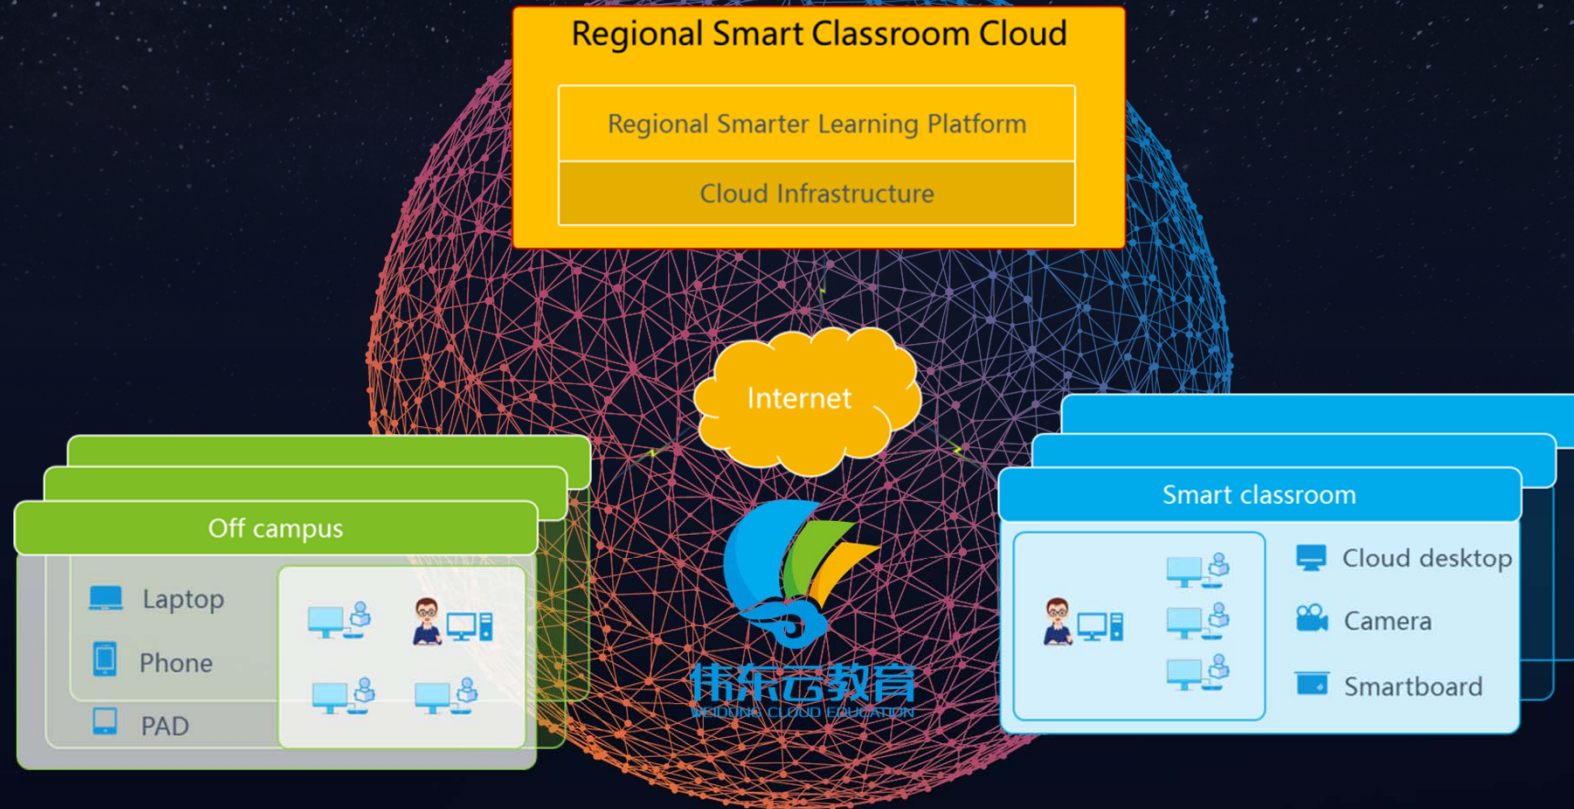 Regional Smart Classroom Cloud
Regional Smarter Learning Platform
Cloud Infrastructure
Internet
Off campus
Laptop
Phone
PAD
Smart classroom
Cloud desktop
Camera
Smartboard
伟东云教育
WEIDONG CLOUD EDUCATION